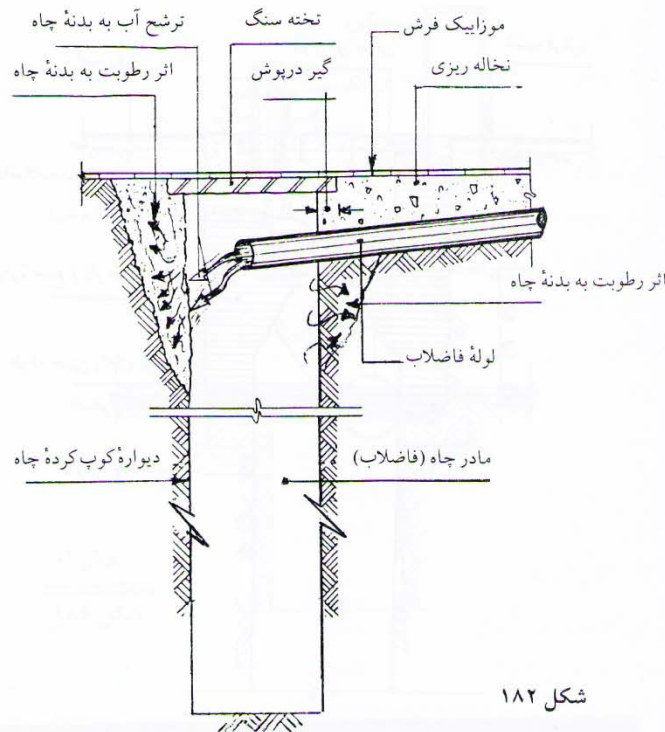 موزاییک فرش
تخته سنگ
ترشح آب به بدنهٔ چاه
نخاله ریزی
گیر درپوش
اثر رطوبت به بدنهٔ چاه
اثر رطوبت به بدنهٔ چاه
لولهٔ فاضلاب
مادر چاه (فاضلاب)
دیوارهٔ کوپ کردهٔ چاه
شکل ۱۸۲